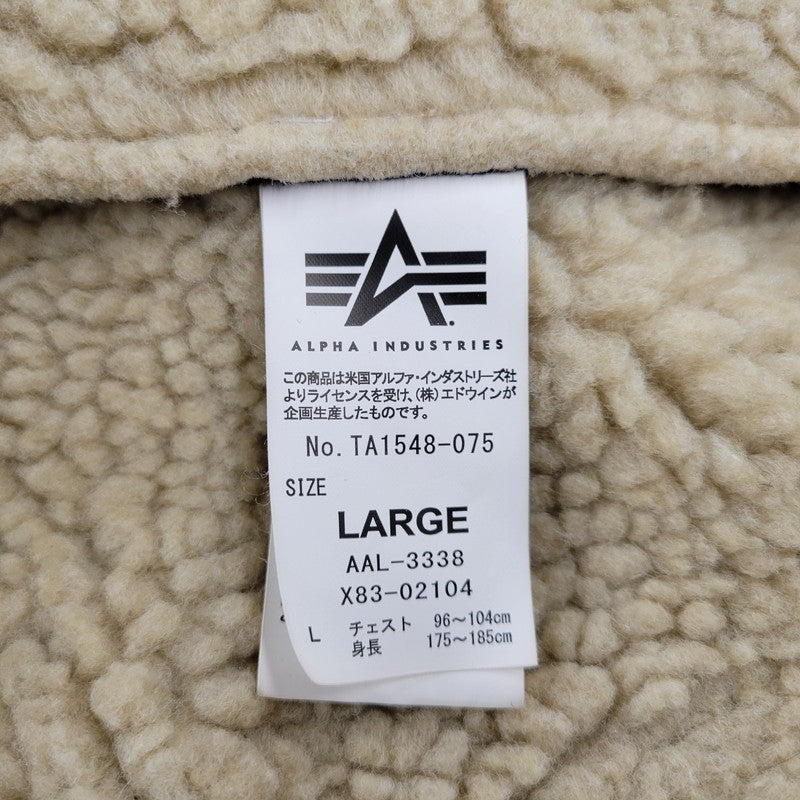 ALPHA INDUSTRIES
この商品は米国アルファ・インダストリーズ社
よりライセンスを受け、(株)エドウインが
企画生産したものです。
No. TA1548-075
SIZE
LARGE
AAL-3338
X83-02104
L チェスト 96〜104cm
身長 175〜185cm